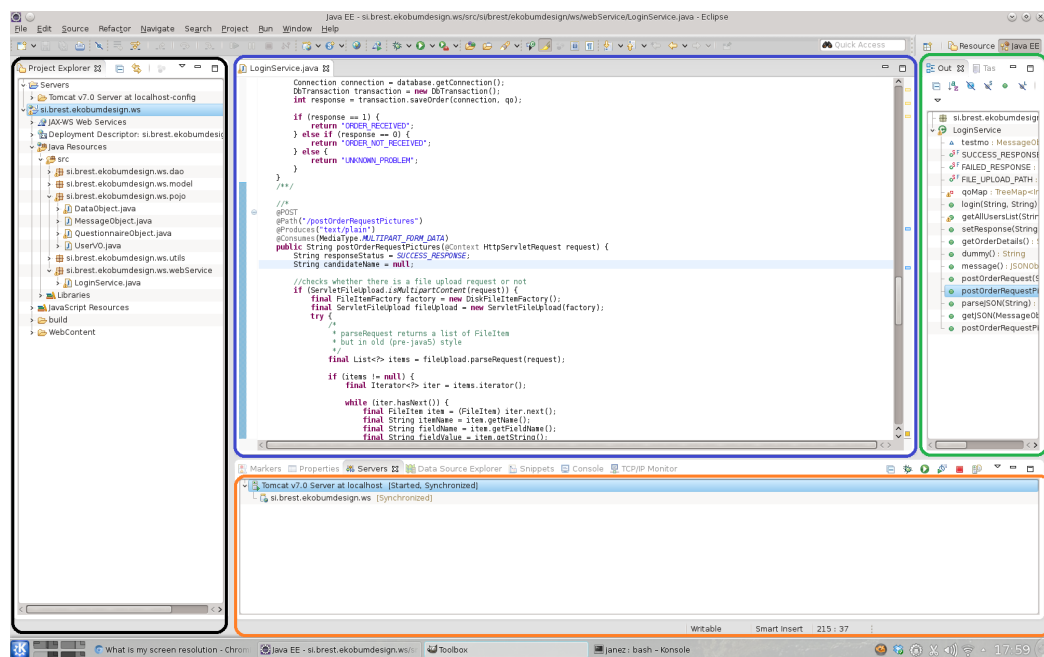 Java EE - si.brest.ekobumdesign.ws/src/si/brest/ekobumdesign/ws/webService/LoginService.java - Eclipse
File Edit Source Refactor Navigate Search Project Run Window Help
Quick Access
Resource Java EE
Project Explorer
Servers
Tomcat v7.0 Server at localhost-config
si.brest.ekobumdesign.ws
JAX-WS Web Services
Deployment Descriptor: si.brest.ekobumdesig
Java Resources
src
si.brest.ekobumdesign.ws.dao
si.brest.ekobumdesign.ws.model
si.brest.ekobumdesign.ws.pojo
DataObject.java
MessageObject.java
QuestionnaireObject.java
UserVO.java
si.brest.ekobumdesign.ws.utils
si.brest.ekobumdesign.ws.webService
LoginService.java
Libraries
JavaScript Resources
build
WebContent
LoginService.java
Connection connection = database.getConnection();
DbTransaction transaction = new DbTransaction();
int response = transaction.saveOrder(connection, qo);
if (response == 1) {
return "ORDER_RECEIVED";
} else if (response == 0) {
return "ORDER_NOT_RECEIVED";
} else {
return "UNKNOWN_PROBLEM";
}
}
/**/
//*
@POST
@Path("/postOrderRequestPictures")
@Produces("text/plain")
@Consumes(MediaType.MULTIPART_FORM_DATA)
public String postOrderRequestPictures(@Context HttpServletRequest request) {
String responseStatus = SUCCESS_RESPONSE;
String candidateName = null;
//checks whether there is a file upload request or not
if (ServletFileUpload.isMultipartContent(request)) {
final FileItemFactory factory = new DiskFileItemFactory();
final ServletFileUpload fileUpload = new ServletFileUpload(factory);
try {
/*
* parseRequest returns a list of FileItem
* but in old (pre-java5) style
*/
final List<?> items = fileUpload.parseRequest(request);
if (items != null) {
final Iterator<?> iter = items.iterator();
while (iter.hasNext()) {
final FileItem item = (FileItem) iter.next();
final String itemName = item.getName();
final String fieldName = item.getFieldName();
final String fieldValue = item.getString();
Out Tas
si.brest.ekobumdesign
LoginService
testmo : MessageOb
SUCCESS_RESPONSE
FAILED_RESPONSE :
FILE_UPLOAD_PATH :
qoMap : TreeMap<In
login(String, String)
getAllUsersList(String
setResponse(String
getOrderDetails() : S
dummy() : String
message() : JSONOb
postOrderRequest(S
postOrderRequestPi
parseJSON(String) :
getJSON(MessageOb
postOrderRequestPi
Markers Properties Servers Data Source Explorer Snippets Console TCP/IP Monitor
Tomcat v7.0 Server at localhost [Started, Synchronized]
si.brest.ekobumdesign.ws [Synchronized]
Writable Smart Insert 215 : 37
What is my screen resolution - Chrom Java EE - si.brest.ekobumdesign.ws/s Toolbox janez : bash - Konsole 17:59